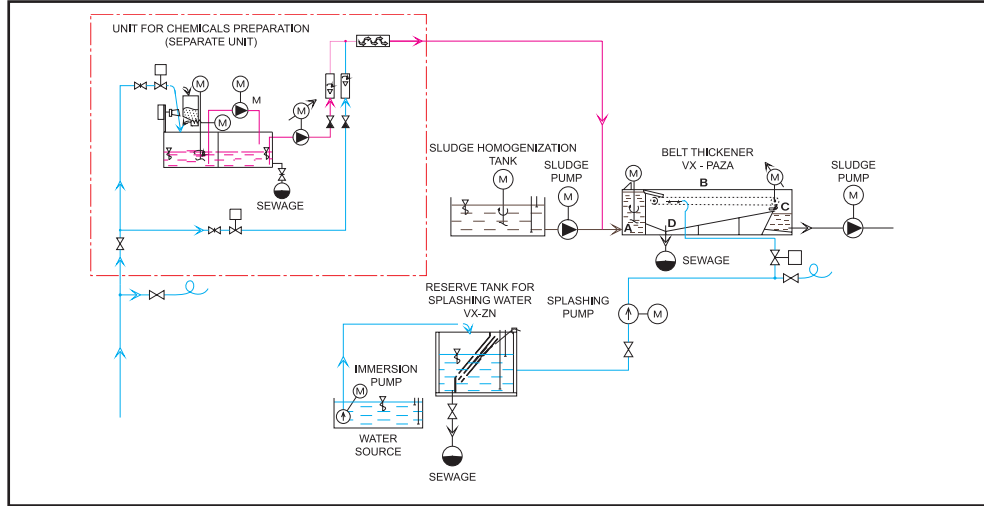 UNIT FOR CHEMICALS PREPARATION
(SEPARATE UNIT)
M
M
M
M
M
SEWAGE
SLUDGE HOMOGENIZATION
TANK
M
SLUDGE
PUMP
M
BELT THICKENER
VX - PAZA
M
B
M
A
D
C
SEWAGE
SLUDGE
PUMP
M
RESERVE TANK FOR
SPLASHING WATER
VX-ZN
SPLASHING
PUMP
M
IMMERSION
PUMP
M
WATER
SOURCE
SEWAGE